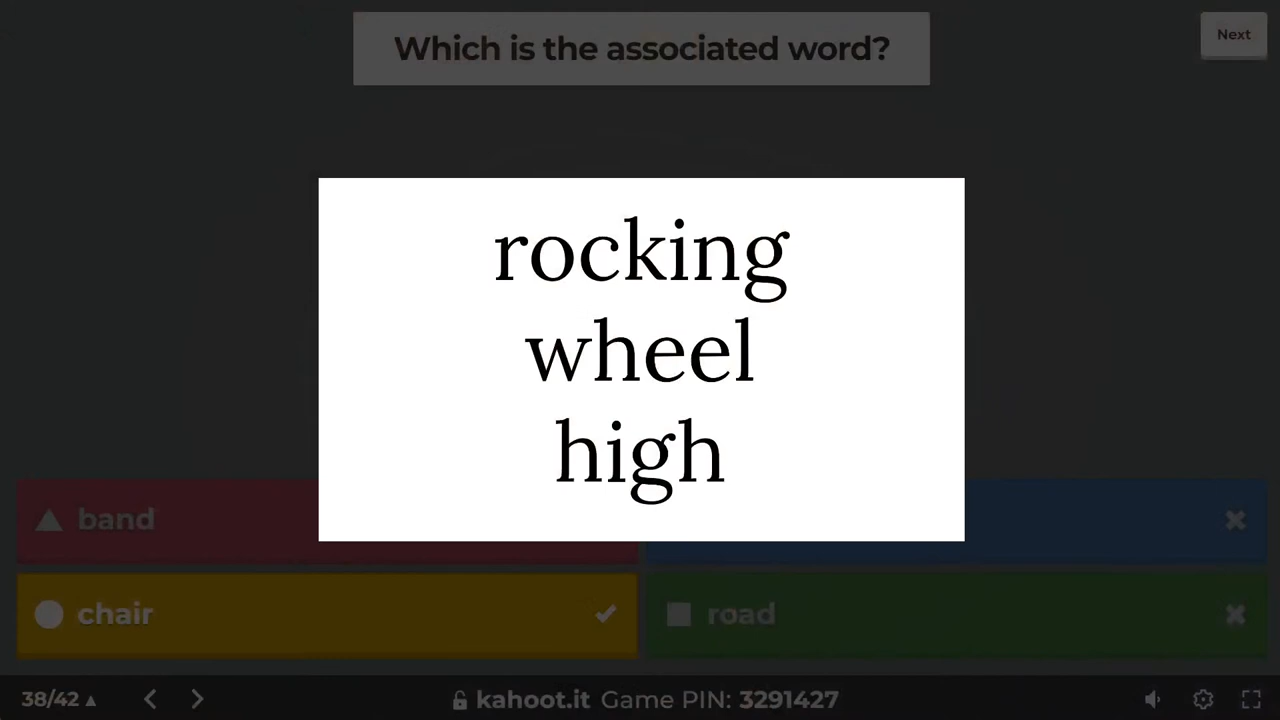 Which is the associated word?
Next
rocking
wheel
high
band
chair
road
38/42
kahoot.it Game PIN: 3291427